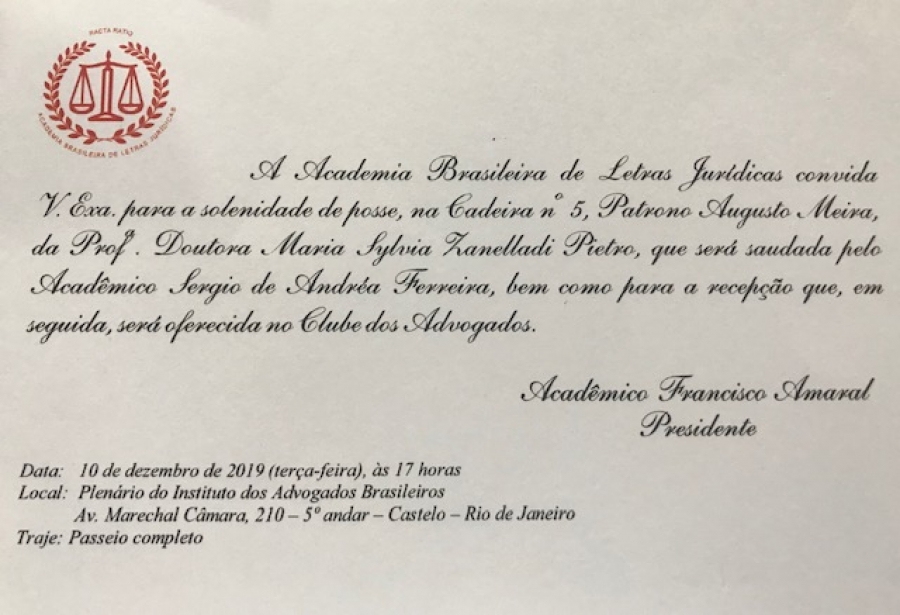 PACTA RATIO
ACADEMIA BRASILEIRA DE LETRAS JURÍDICAS
A Academia Brasileira de Letras Jurídicas convida
V. Exa. para a solenidade de posse, na Cadeira nº 5, Patrono Augusto Meira,
da Profª. Doutora Maria Sylvia Zanelladi Pietro, que será saudada pelo
Acadêmico Sergio de Andréa Ferreira, bem como para a recepção que, em
seguida, será oferecida no Clube dos Advogados.
Acadêmico Francisco Amaral
Presidente
Data: 10 de dezembro de 2019 (terça-feira), às 17 horas
Local: Plenário do Instituto dos Advogados Brasileiros
Av. Marechal Câmara, 210 – 5º andar – Castelo – Rio de Janeiro
Traje: Passeio completo